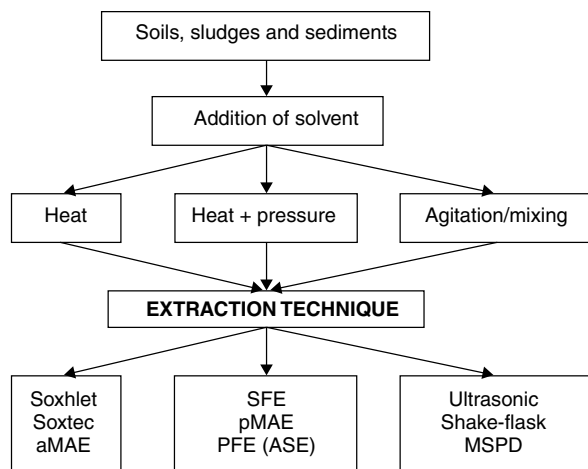 Soils, sludges and sediments
Addition of solvent
Heat
Heat + pressure
Agitation/mixing
EXTRACTION TECHNIQUE
Soxhlet
Soxtec
aMAE
SFE
pMAE
PFE (ASE)
Ultrasonic
Shake-flask
MSPD